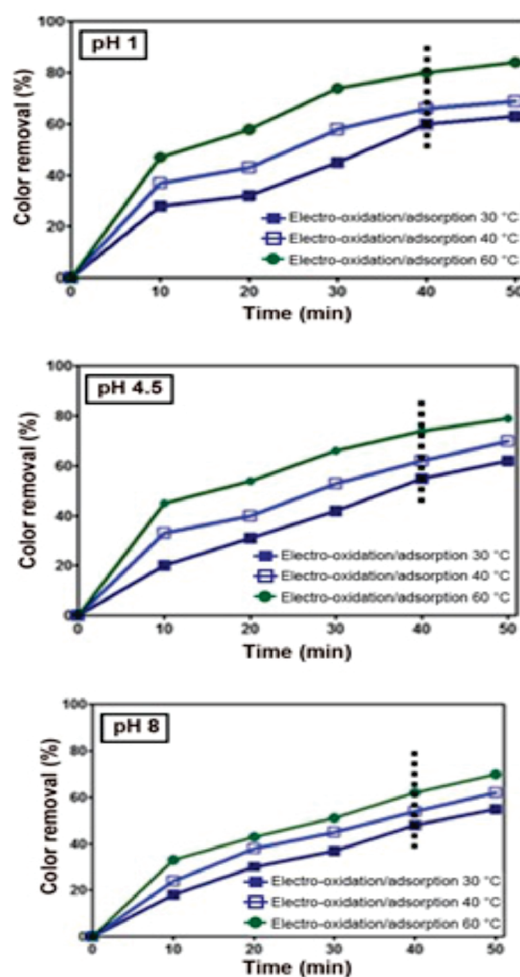 pH 1
Color removal (%)
100
80
60
40
20
0
Electro-oxidation/adsorption 30 °C
Electro-oxidation/adsorption 40 °C
Electro-oxidation/adsorption 60 °C
0 10 20 30 40 50
Time (min)
pH 4.5
Color removal (%)
100
80
60
40
20
0
Electro-oxidation/adsorption 30 °C
Electro-oxidation/adsorption 40 °C
Electro-oxidation/adsorption 60 °C
0 10 20 30 40 50
Time (min)
pH 8
Color removal (%)
100
80
60
40
20
0
Electro-oxidation/adsorption 30 °C
Electro-oxidation/adsorption 40 °C
Electro-oxidation/adsorption 60 °C
0 10 20 30 40 50
Time (min)